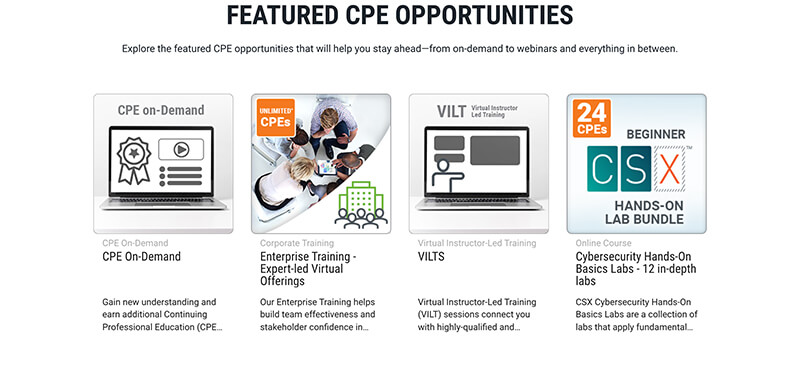 FEATURED CPE OPPORTUNITIES
Explore the featured CPE opportunities that will help you stay ahead—from on-demand to webinars and everything in between.
CPE on-Demand
UNLIMITED*
CPEs
VILT Virtual Instructor
Led Training
24
CPEs
BEGINNER
CSX™
HANDS-ON
LAB BUNDLE
CPE On-Demand
CPE On-Demand
Gain new understanding and
earn additional Continuing
Professional Education (CPE...
Corporate Training
Enterprise Training -
Expert-led Virtual
Offerings
Our Enterprise Training helps
build team effectiveness and
stakeholder confidence in...
Virtual Instructor-Led Training
VILTS
Virtual Instructor-Led Training
(VILT) sessions connect you
with highly-qualified and...
Online Course
Cybersecurity Hands-On
Basics Labs - 12 in-depth
labs
CSX Cybersecurity Hands-On
Basics Labs are a collection of
labs that apply fundamental...